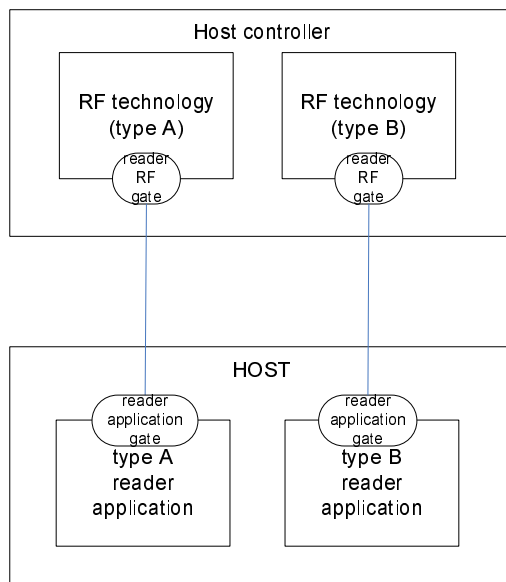 Host controller
RF technology
(type A)
reader
RF
gate
RF technology
(type B)
reader
RF
gate
HOST
reader
application
gate
type A
reader
application
reader
application
gate
type B
reader
application